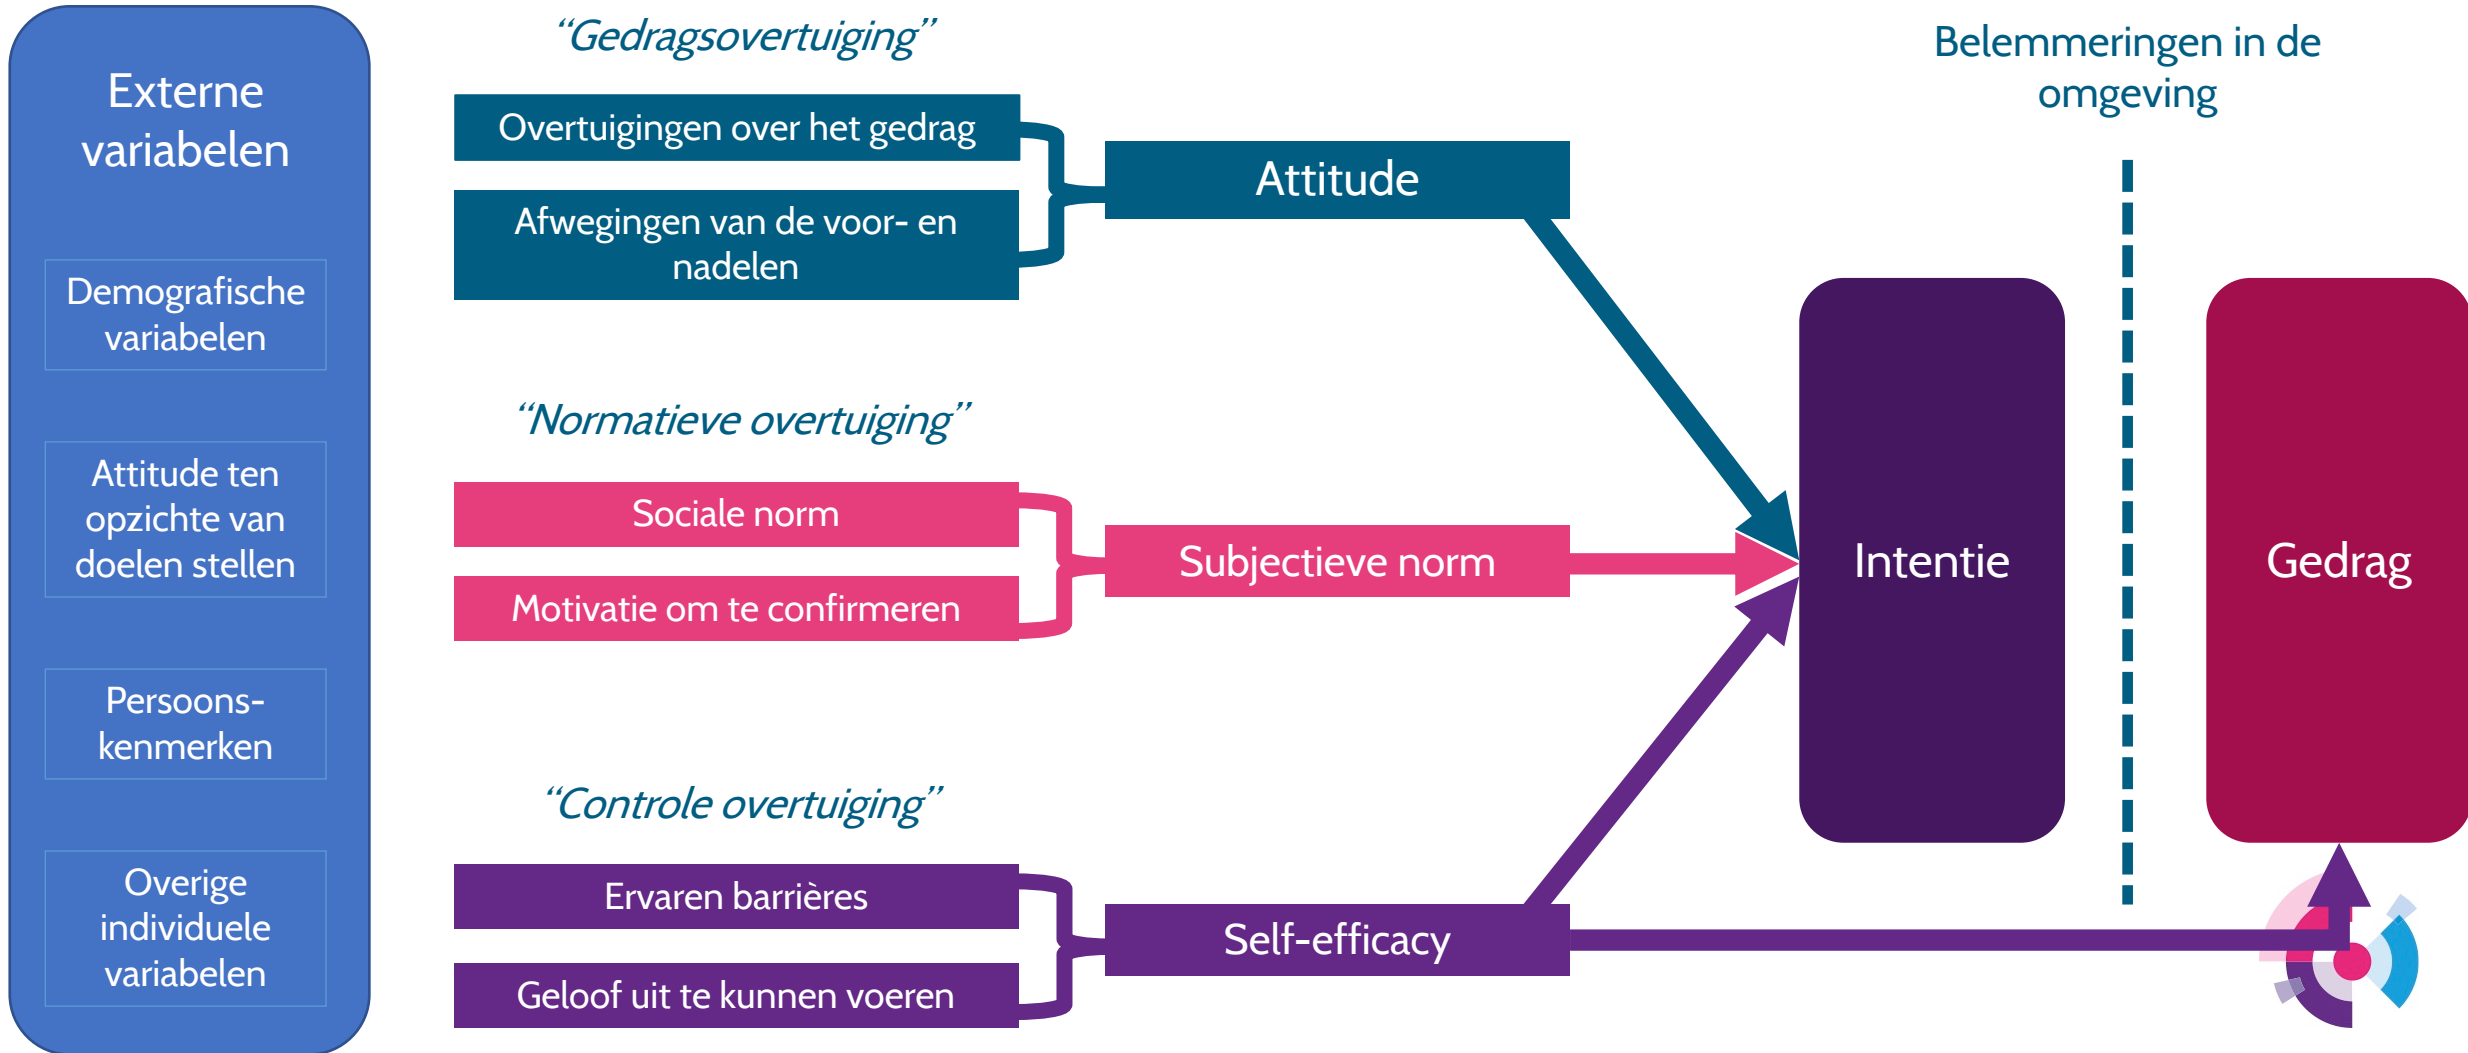 Externe
variabelen
Demografische
variabelen
Attitude ten
opzichte van
doelen stellen
Persoons-
kenmerken
Overige
individuele
variabelen
“Gedragsovertuiging”
Overtuigingen over het gedrag
Afwegingen van de voor- en
nadelen
Attitude
“Normatieve overtuiging”
Sociale norm
Motivatie om te confirmeren
Subjectieve norm
“Controle overtuiging”
Ervaren barrières
Geloof uit te kunnen voeren
Self-efficacy
Intentie
Belemmeringen in de
omgeving
Gedrag